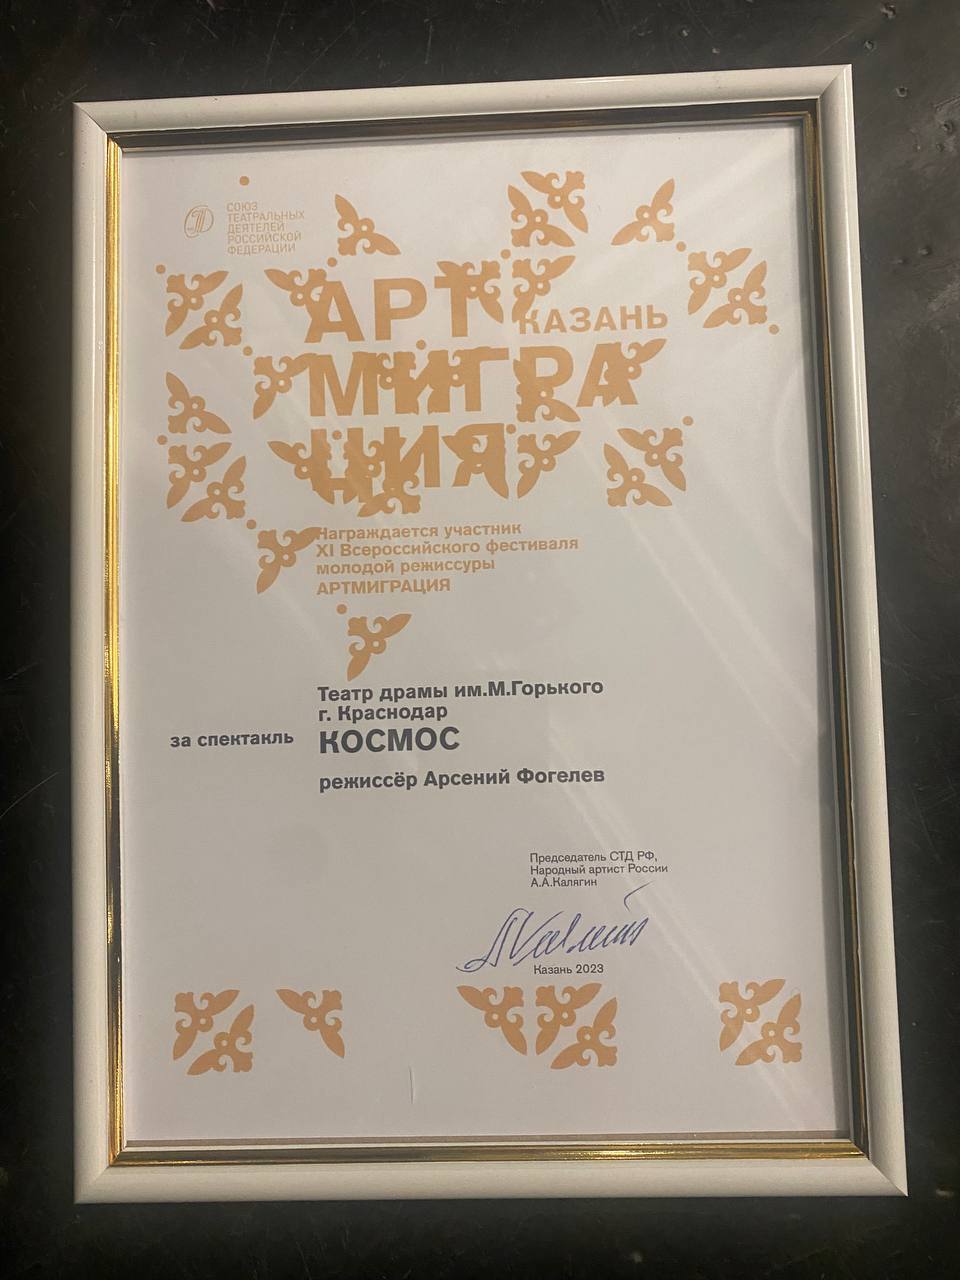 СОЮЗ
ТЕАТРАЛЬНЫХ
ДЕЯТЕЛЕЙ
РОССИЙСКОЙ
ФЕДЕРАЦИИ
АРТ
КАЗАНЬ
МИГРА
ЦИЯ
Награждается участник
XI Всероссийского фестиваля
молодой режиссуры
АРТМИГРАЦИЯ
Театр драмы им.М.Горького
г. Краснодар
за спектакль КОСМОС
режиссёр Арсений Фогелев
Председатель СТД РФ,
Народный артист России
А.А.Калягин
Казань 2023